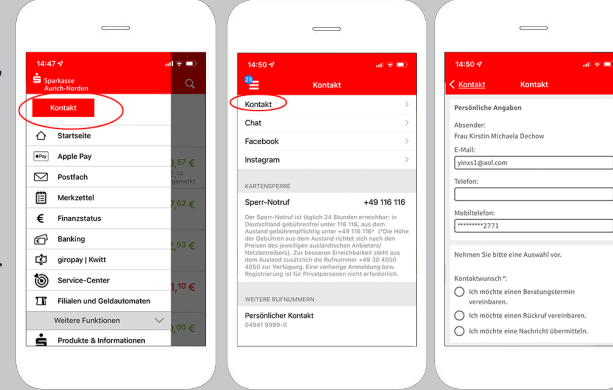 14:47
Sparkasse
Aurich-Norden
Kontakt
Startseite
Apple Pay
Postfach
Merkzettel
Finanzstatus
Banking
giropay | Kwitt
Service-Center
Filialen und Geldautomaten
Weitere Funktionen
Produkte & Informationen
14:50
25
Kontakt
Kontakt
Chat
Facebook
Instagram
KARTENSPERRE
Sperr-Notruf +49 116 116
Der Sperr-Notruf ist täglich 24 Stunden erreichbar: in
Deutschland gebührenfrei unter 116 116, aus dem
Ausland gebührenpflichtig unter +49 116 116* (*Die Höhe
der Gebühren aus dem Ausland richtet sich nach den
Preisen des jeweiligen ausländischen Anbieters/
Netzbetreibers). Zur besseren Erreichbarkeit steht aus
dem Ausland zusätzlich die Rufnummer +49 30 4050
4050 zur Verfügung. Eine vorherige Anmeldung bzw.
Registrierung ist für Privatpersonen nicht erforderlich.
WEITERE RUFNUMMERN
Persönlicher Kontakt
04941 9999-0
14:50
Kontakt Kontakt
Persönliche Angaben
Absender:
Frau Kirstin Michaela Dechow
E-Mail:
yinxs1@aol.com
Telefon:
Mobiltelefon:
*********2771
Nehmen Sie bitte eine Auswahl vor.
Kontaktwunsch*:
Ich möchte einen Beratungstermin
vereinbaren.
Ich möchte einen Rückruf vereinbaren.
Ich möchte eine Nachricht übermitteln.